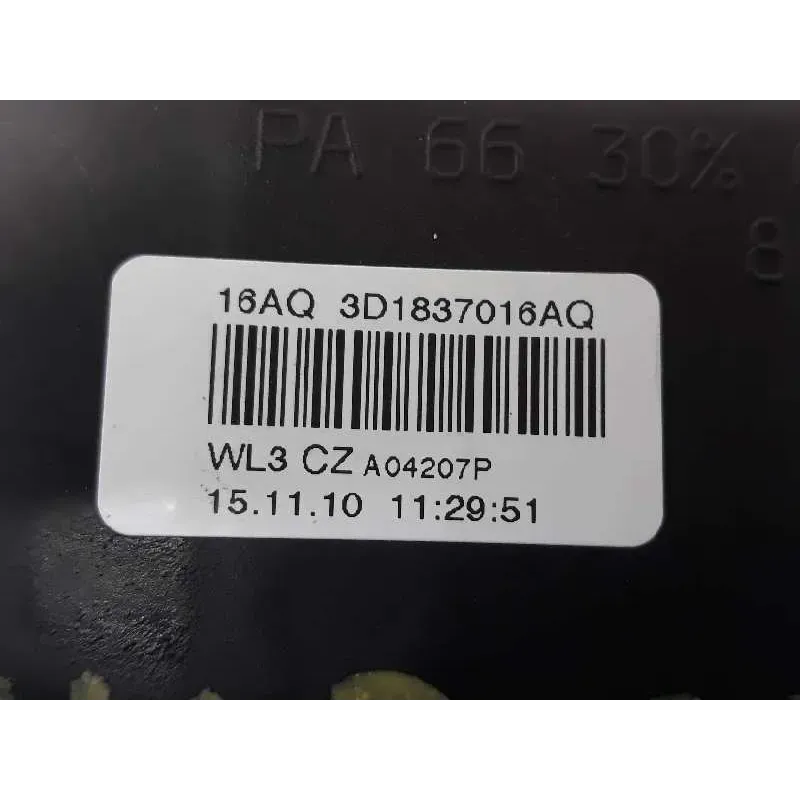 PA 66 30%
8
16AQ 3D1837016AQ
WL3 CZ A04207P
15.11.10 11:29:51